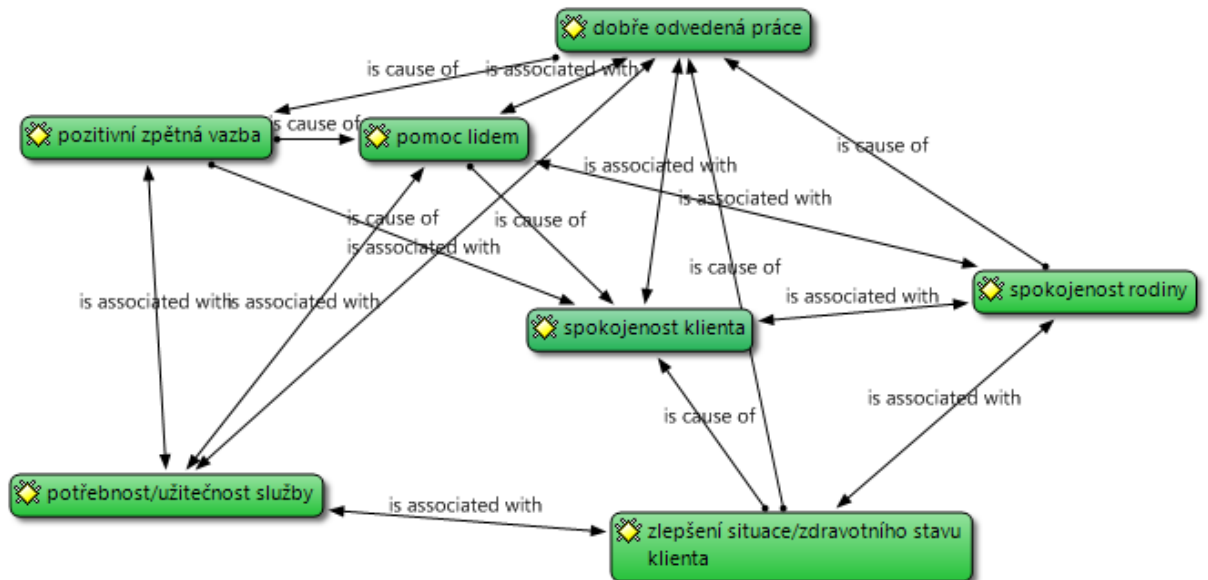 dobře odvedená práce
is cause of
is associated with
pozitivní zpětná vazba
is cause of
pomoc lidem
is cause of
is associated with
is associated with
is cause of
is cause of
is associated with
is cause of
spokojenost rodiny
is associated with
is associated with
is associated with
spokojenost klienta
is cause of
is associated with
potřebnost/užitečnost služby
is associated with
zlepšení situace/zdravotního stavu
klienta